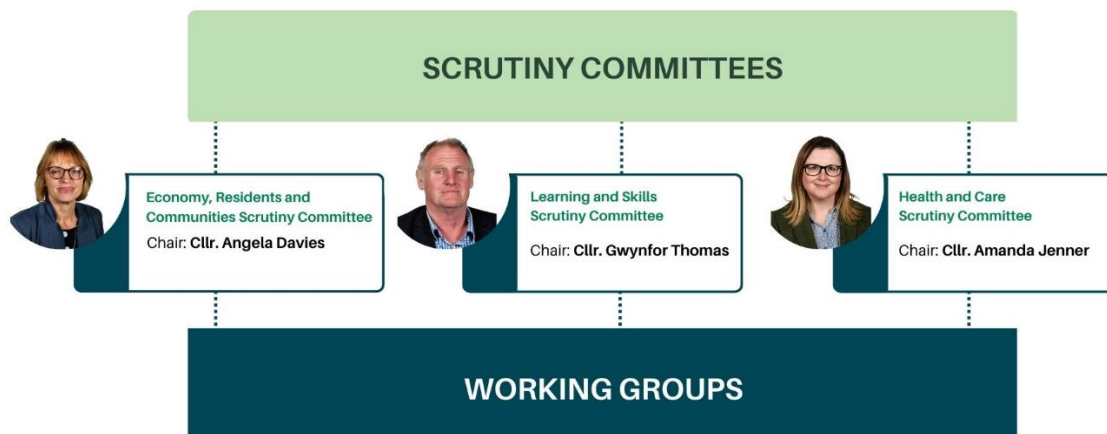 SCRUTINY COMMITTEES
Economy, Residents and
Communities Scrutiny Committee
Chair: Cllr. Angela Davies
Learning and Skills
Scrutiny Committee
Chair: Cllr. Gwynfor Thomas
Health and Care
Scrutiny Committee
Chair: Cllr. Amanda Jenner
WORKING GROUPS